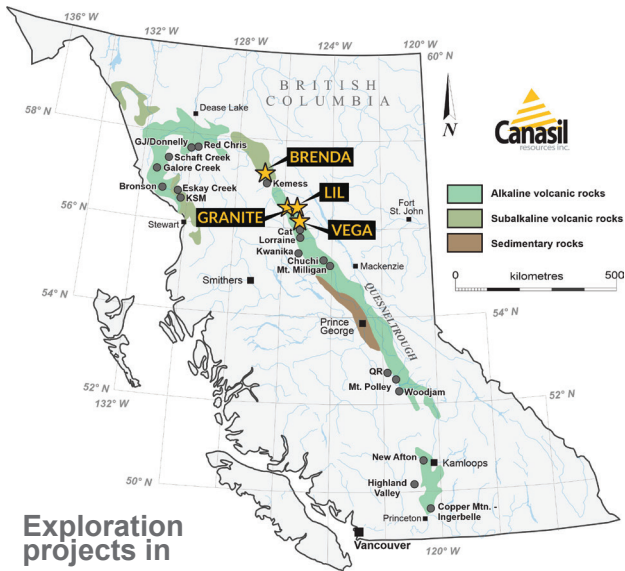 136° W
132° W
128° W
124° W
120° W
60° N
58° N
BRITISH
COLUMBIA
N
Canasil
resources inc.
Dease Lake
GJ/Donnelly
Red Chris
Schaft Creek
Galore Creek
Bronson
Eskay Creek
KSM
Stewart
BRENDA
Kemess
LIL
GRANITE
VEGA
Cat
Lorraine
Kwanika
Chuchi
Mt. Milligan
Mackenzie
Fort
St. John
Smithers
56° N
Alkaline volcanic rocks
Subalkaline volcanic rocks
Sedimentary rocks
0 kilometres 500
54° N
54° N
QUESNEL TROUGH
Prince
George
QR
Mt. Polley
Woodjam
52° N
132° W
52° N
New Afton
Kamloops
Highland
Valley
50° N
50° N
Copper Mtn. -
Ingerbelle
Princeton
Vancouver
120° W
Exploration
projects in